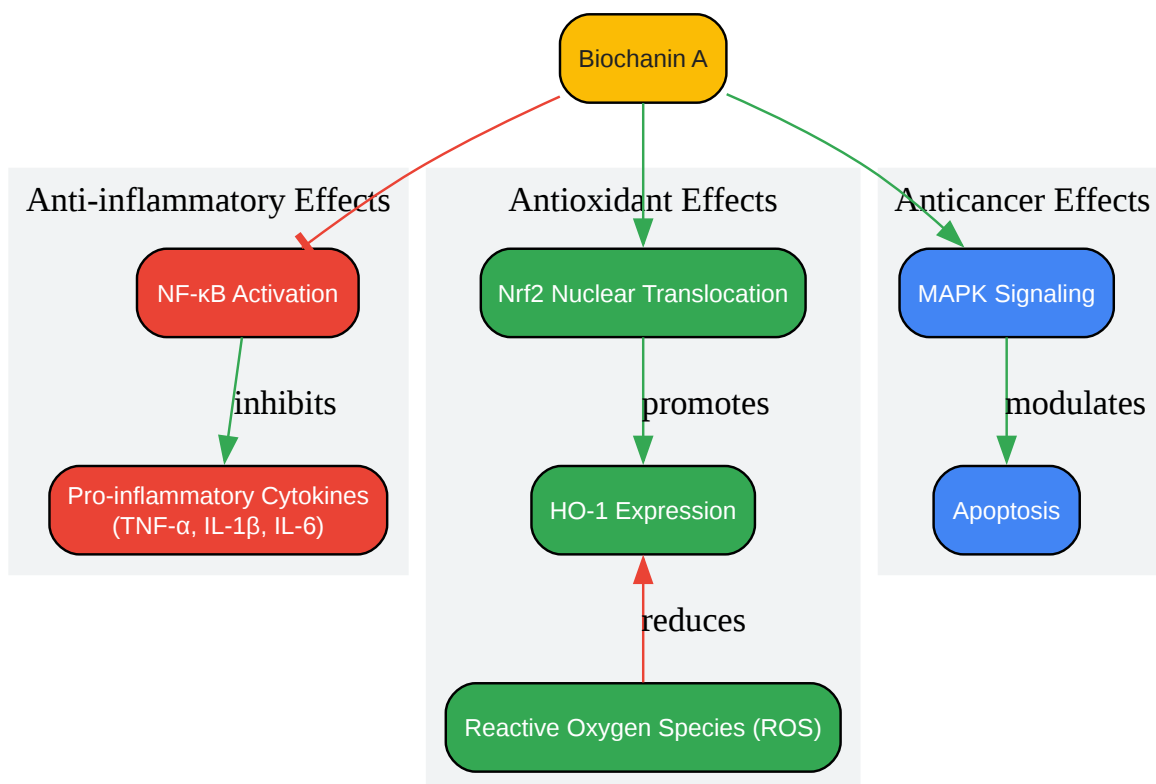 Biochanin A
Anti-inflammatory Effects
Antioxidant Effects
Anticancer Effects
NF-κB Activation
Nrf2 Nuclear Translocation
MAPK Signaling
inhibits
promotes
modulates
Pro-inflammatory Cytokines
(TNF-α, IL-1β, IL-6)
HO-1 Expression
Apoptosis
reduces
Reactive Oxygen Species (ROS)